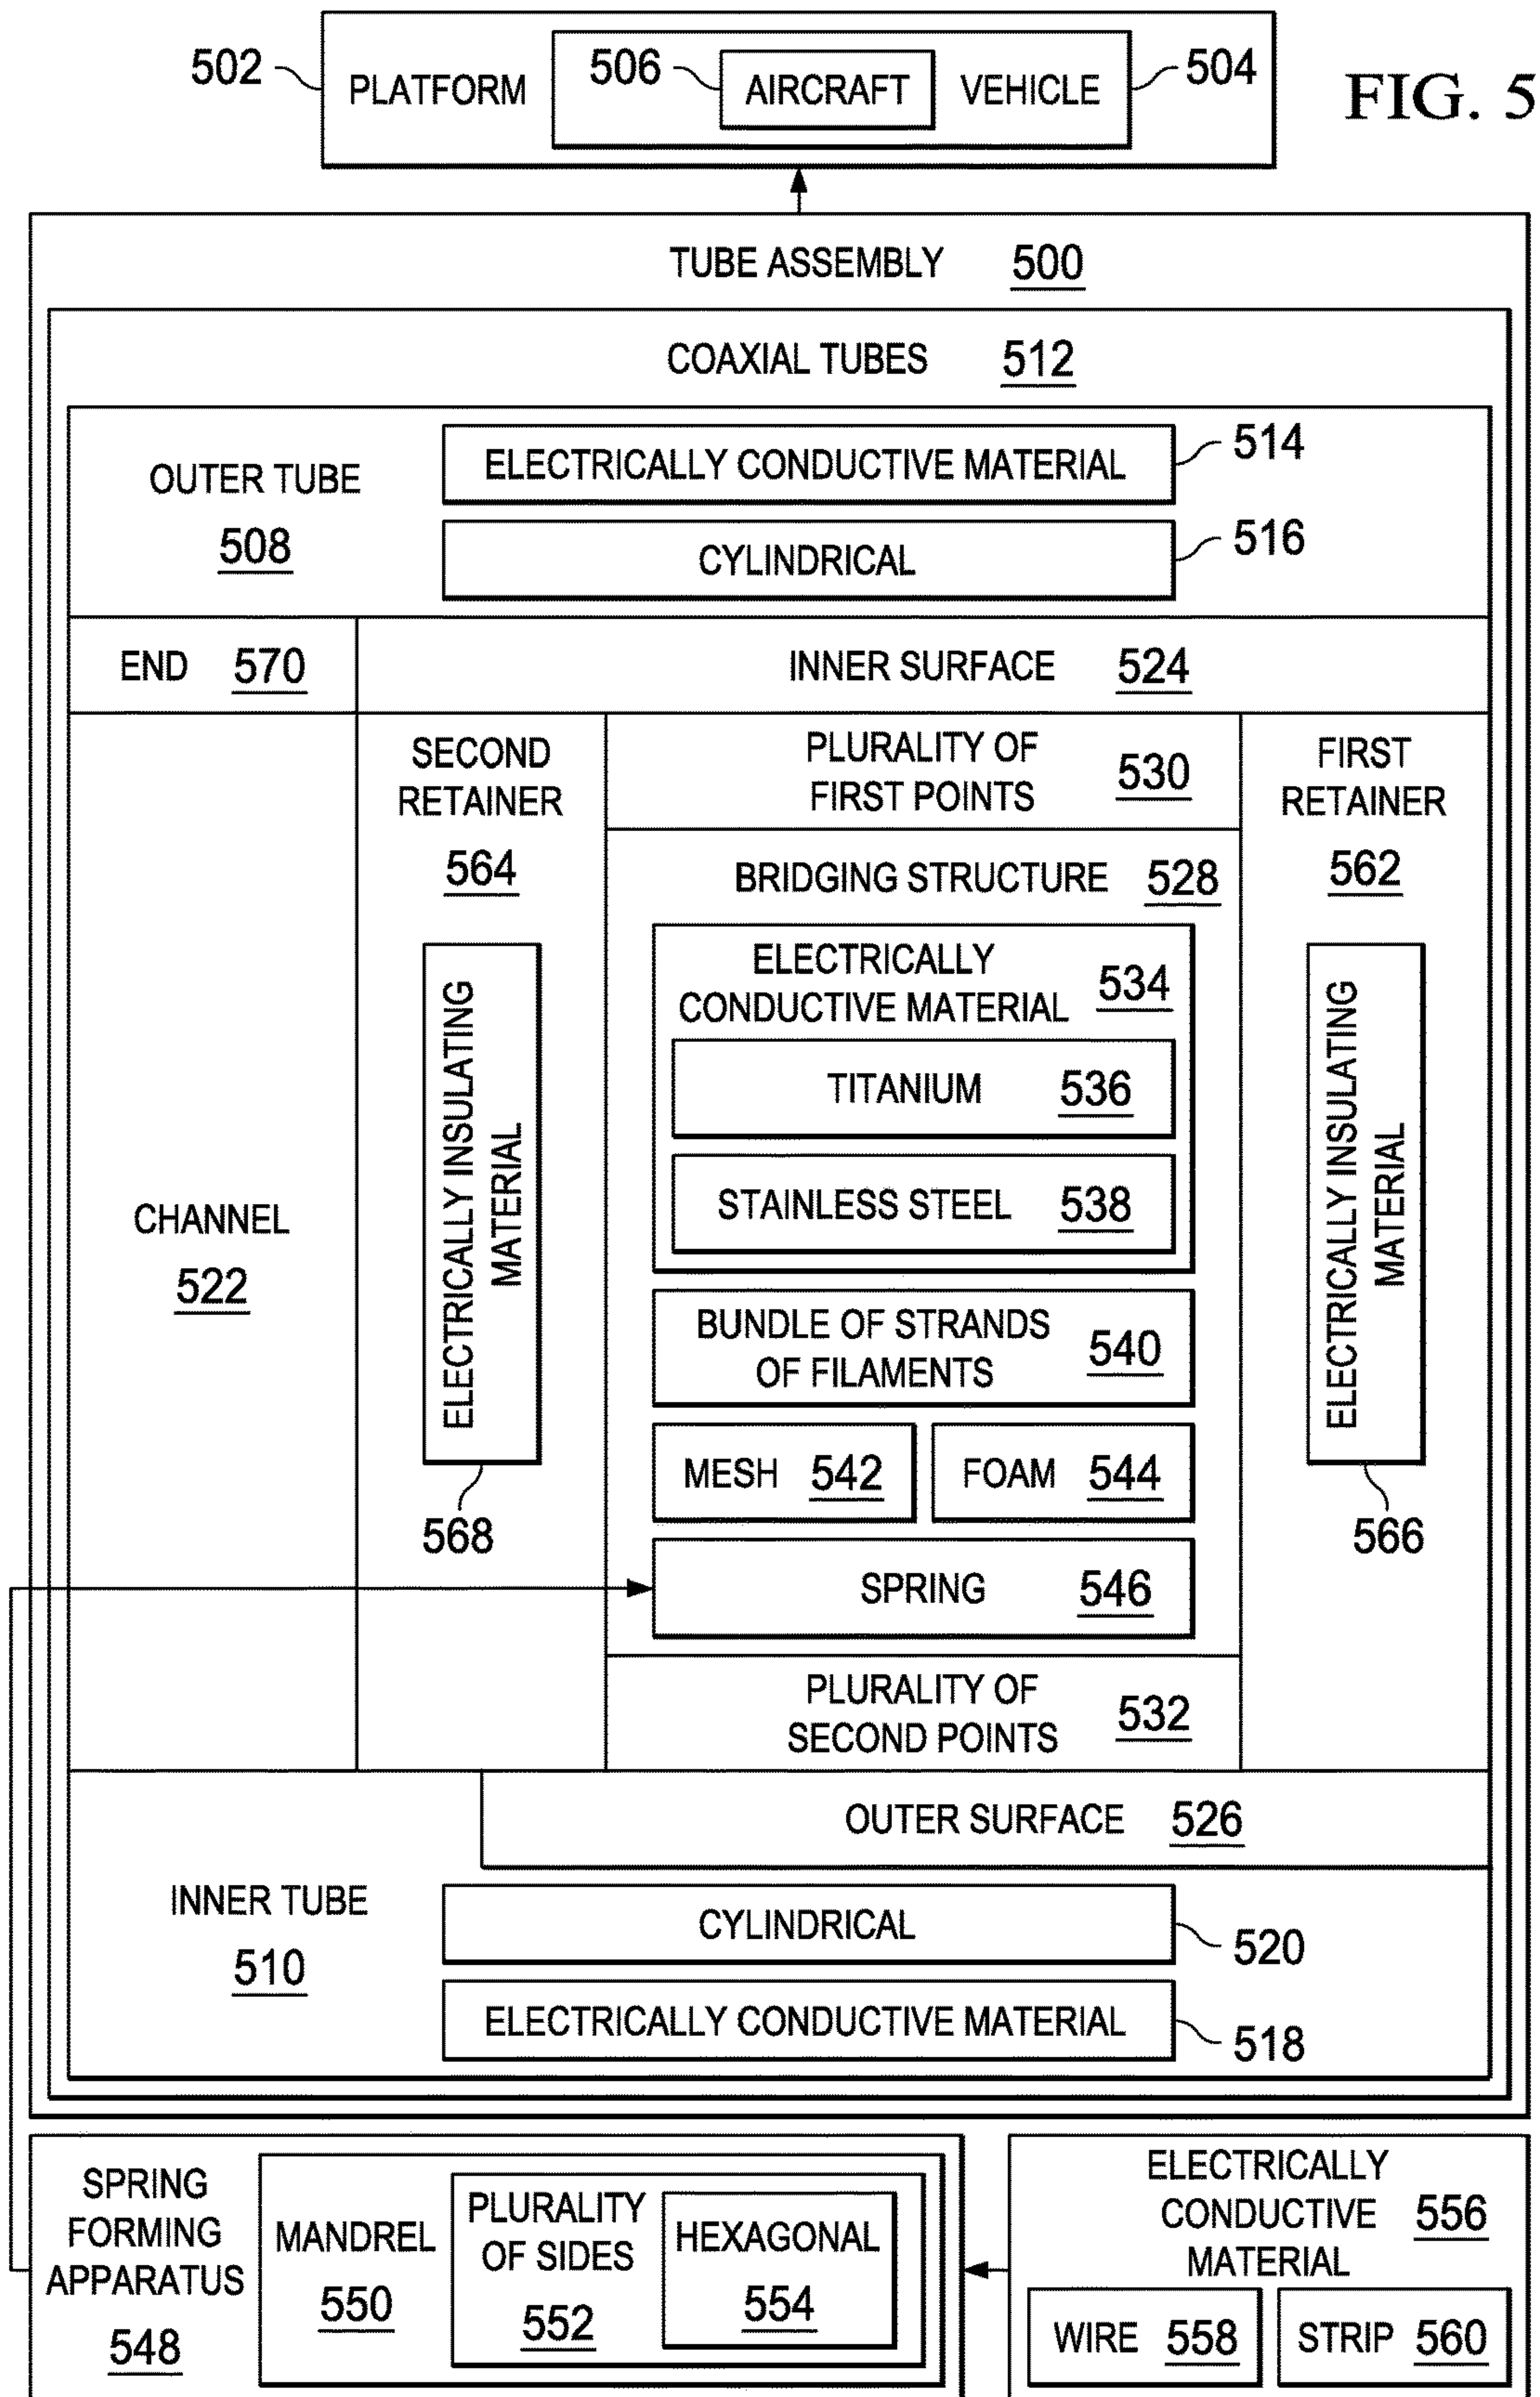 FIG. 5
502
PLATFORM
506
AIRCRAFT
VEHICLE
504
TUBE ASSEMBLY 500
COAXIAL TUBES 512
OUTER TUBE
508
ELECTRICALLY CONDUCTIVE MATERIAL
514
CYLINDRICAL
516
END 570
INNER SURFACE 524
CHANNEL
522
SECOND
RETAINER
564
ELECTRICALLY INSULATING
MATERIAL
568
PLURALITY OF
FIRST POINTS
530
BRIDGING STRUCTURE 528
ELECTRICALLY
CONDUCTIVE MATERIAL
534
TITANIUM 536
STAINLESS STEEL 538
BUNDLE OF STRANDS
OF FILAMENTS
540
MESH 542
FOAM 544
SPRING 546
PLURALITY OF
SECOND POINTS
532
FIRST
RETAINER
562
ELECTRICALLY INSULATING
MATERIAL
566
OUTER SURFACE 526
INNER TUBE
510
CYLINDRICAL
520
ELECTRICALLY CONDUCTIVE MATERIAL
518
SPRING
FORMING
APPARATUS
548
MANDREL
550
PLURALITY
OF SIDES
552
HEXAGONAL
554
ELECTRICALLY
CONDUCTIVE
MATERIAL
556
WIRE 558
STRIP 560